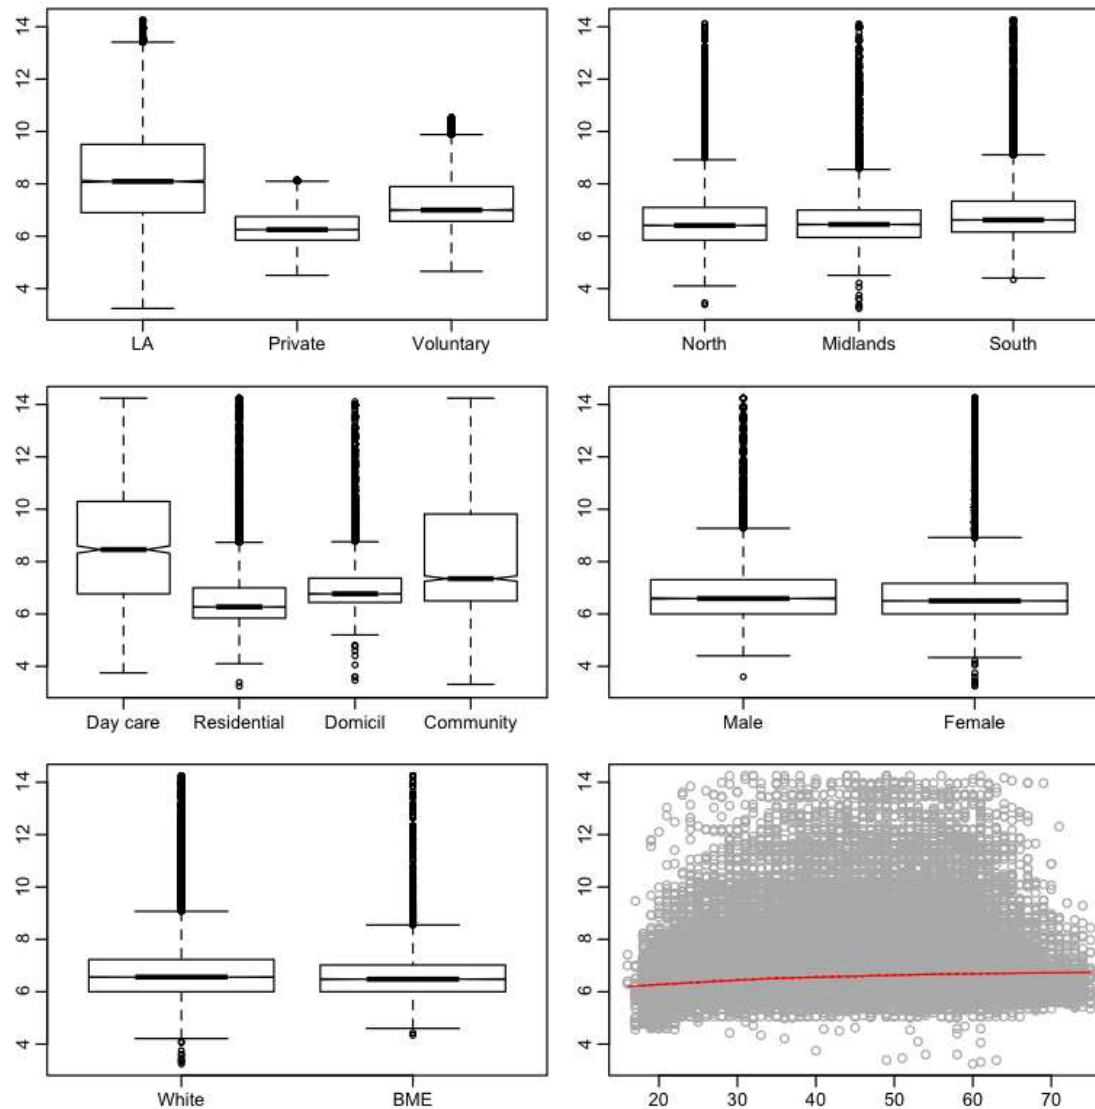 4 6 8 10 12 14
LA Private Voluntary
4 6 8 10 12 14
North Midlands South
4 6 8 10 12 14
Day care Residential Domicil Community
4 6 8 10 12 14
Male Female
4 6 8 10 12 14
White BME
4 6 8 10 12 14
20 30 40 50 60 70